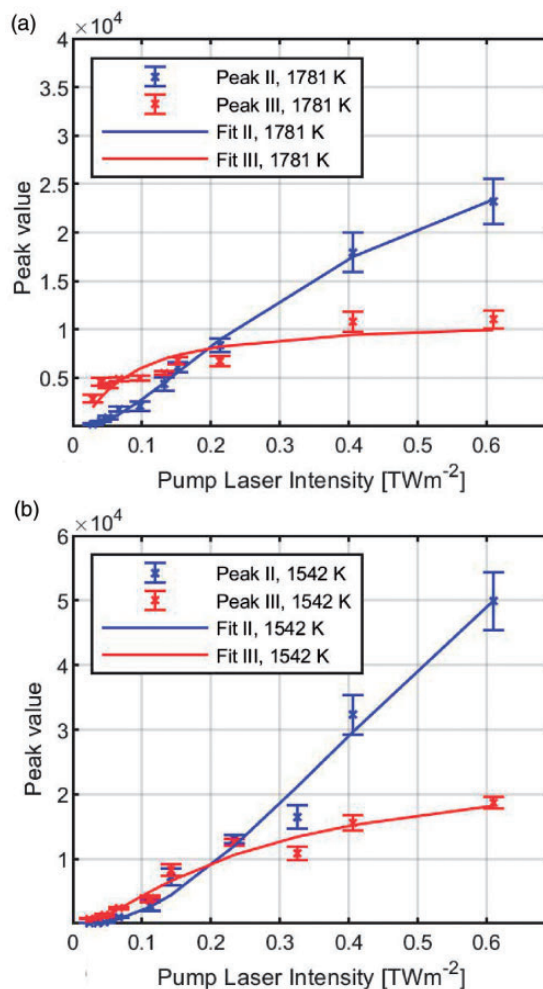 (a)
×10⁴
4
3.5
3
2.5
2
1.5
1
0.5
0 0.1 0.2 0.3 0.4 0.5 0.6
Peak value
Pump Laser Intensity [TWm⁻²]
Peak II, 1781 K
Peak III, 1781 K
Fit II, 1781 K
Fit III, 1781 K
(b)
×10⁴
6
5
4
3
2
1
0 0.1 0.2 0.3 0.4 0.5 0.6
Peak value
Pump Laser Intensity [TWm⁻²]
Peak II, 1542 K
Peak III, 1542 K
Fit II, 1542 K
Fit III, 1542 K